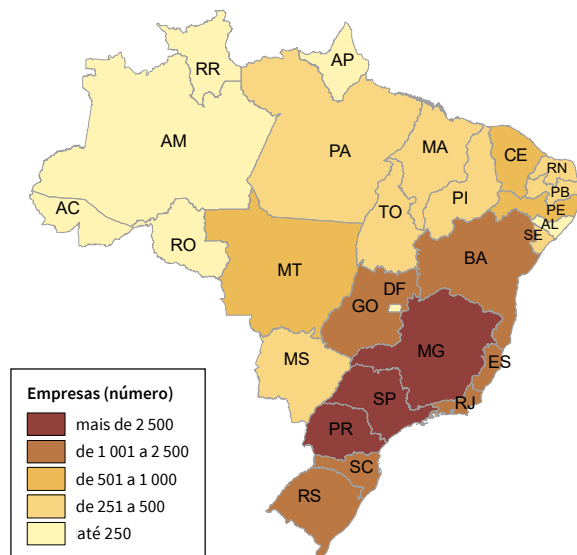 RR
AP
AM
PA
MA
CE
RN
PB
PE
AL
SE
PI
TO
AC
RO
MT
BA
DF
GO
MG
ES
MS
SP
RJ
PR
SC
RS
Empresas (número)
mais de 2 500
de 1 001 a 2 500
de 501 a 1 000
de 251 a 500
até 250